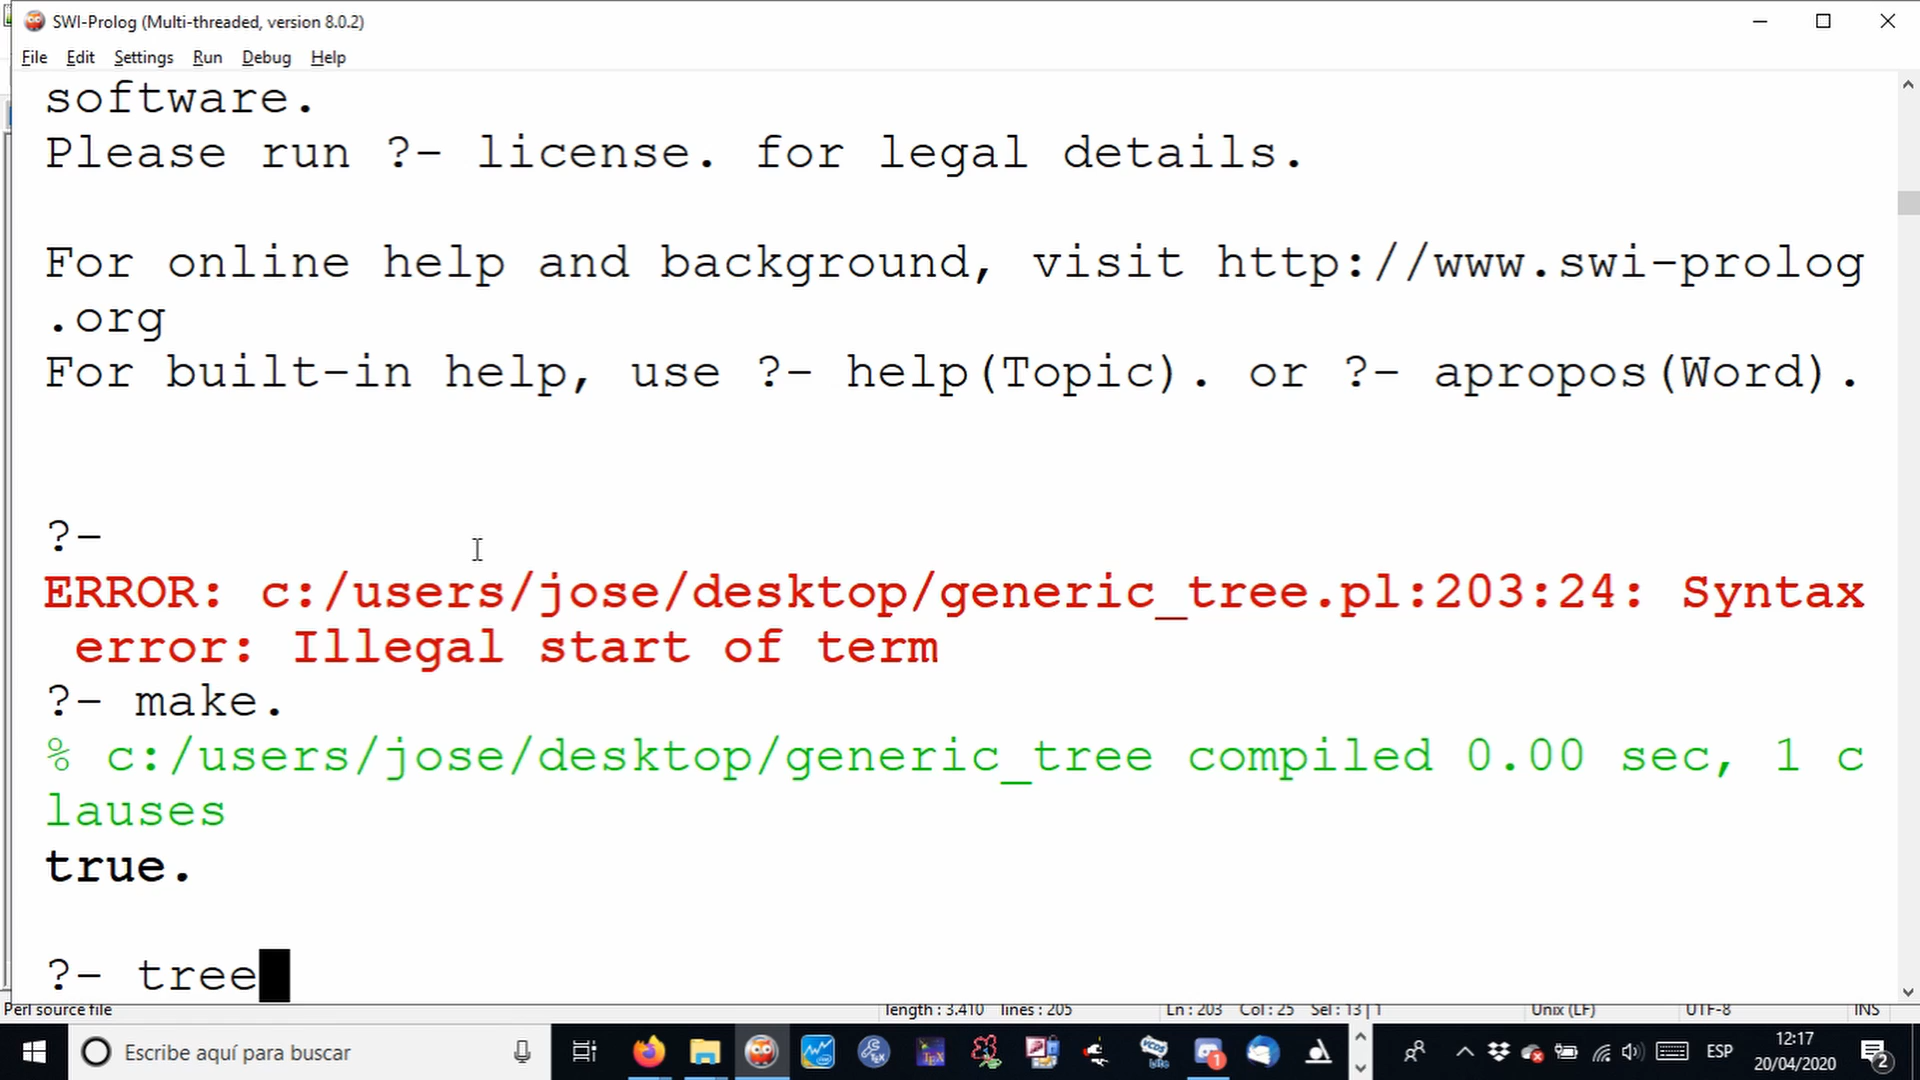 SWI-Prolog (Multi-threaded, version 8.0.2)
File Edit Settings Run Debug Help
software.
Please run ?- license. for legal details.
For online help and background, visit http://www.swi-prolog
.org
For built-in help, use ?- help(Topic). or ?- apropos(Word).
?-
ERROR: c:/users/jose/desktop/generic_tree.pl:203:24: Syntax
error: Illegal start of term
?- make.
% c:/users/jose/desktop/generic_tree compiled 0.00 sec, 1 c
lauses
true.
?- tree
Perl source file length : 3.410 lines : 205 Ln : 203 Col : 25 Sel : 13 | 1 Unix (LF) UTF-8 INS
Escribe aquí para buscar ESP 12:17
20/04/2020
1
2